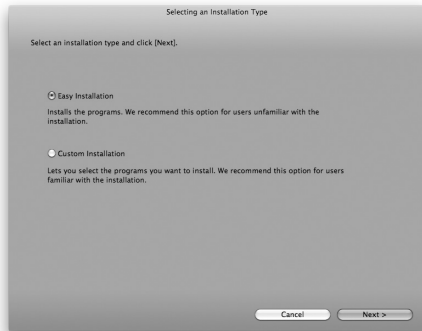 Selecting an Installation Type
Select an installation type and click [Next].
Easy Installation
Installs the programs. We recommend this option for users unfamiliar with the
installation.
Custom Installation
Lets you select the programs you want to install. We recommend this option for users
familiar with the installation.
Cancel
Next >